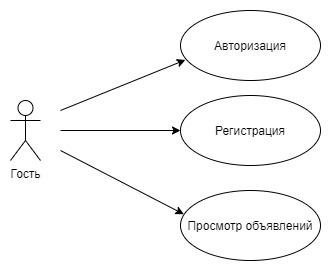 Авторизация
Регистрация
Гость
Просмотр объявлений